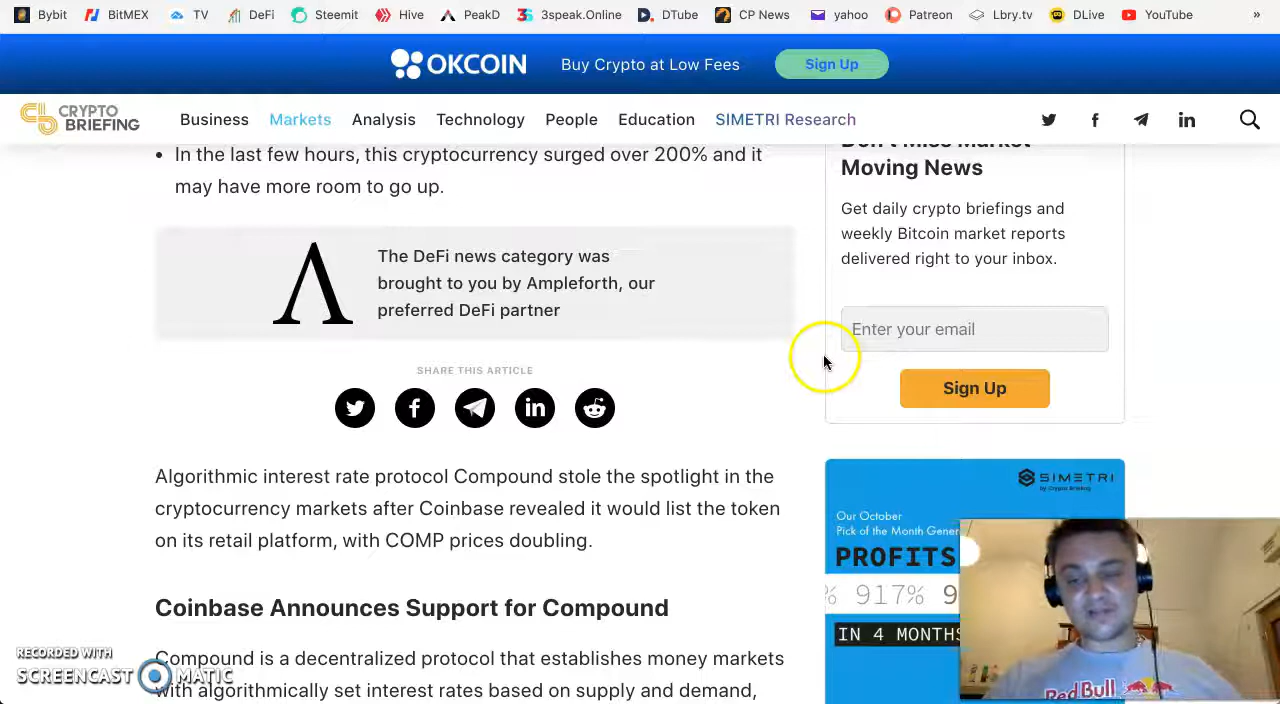 Bybit BitMEX TV DeFi Steemit Hive PeakD 3speak.Online DTube CP News yahoo Patreon Lbry.tv DLive YouTube »
OKCOIN Buy Crypto at Low Fees Sign Up
CRYPTO BRIEFING
Business Markets Analysis Technology People Education SIMETRI Research
In the last few hours, this cryptocurrency surged over 200% and it
may have more room to go up.
The DeFi news category was
brought to you by Ampleforth, our
preferred DeFi partner
SHARE THIS ARTICLE
Algorithmic interest rate protocol Compound stole the spotlight in the
cryptocurrency markets after Coinbase revealed it would list the token
on its retail platform, with COMP prices doubling.
Coinbase Announces Support for Compound
Compound is a decentralized protocol that establishes money markets
with algorithmically set interest rates based on supply and demand,
Don't Miss Market
Moving News
Get daily crypto briefings and
weekly Bitcoin market reports
delivered right to your inbox.
Enter your email
Sign Up
SIMETRI
by Crypto Briefing
Our October
Pick of the Month
PROFITS
% 917% 9
IN 4 MONTHS
RECORDED WITH
SCREENCAST MATIC
Red Bull